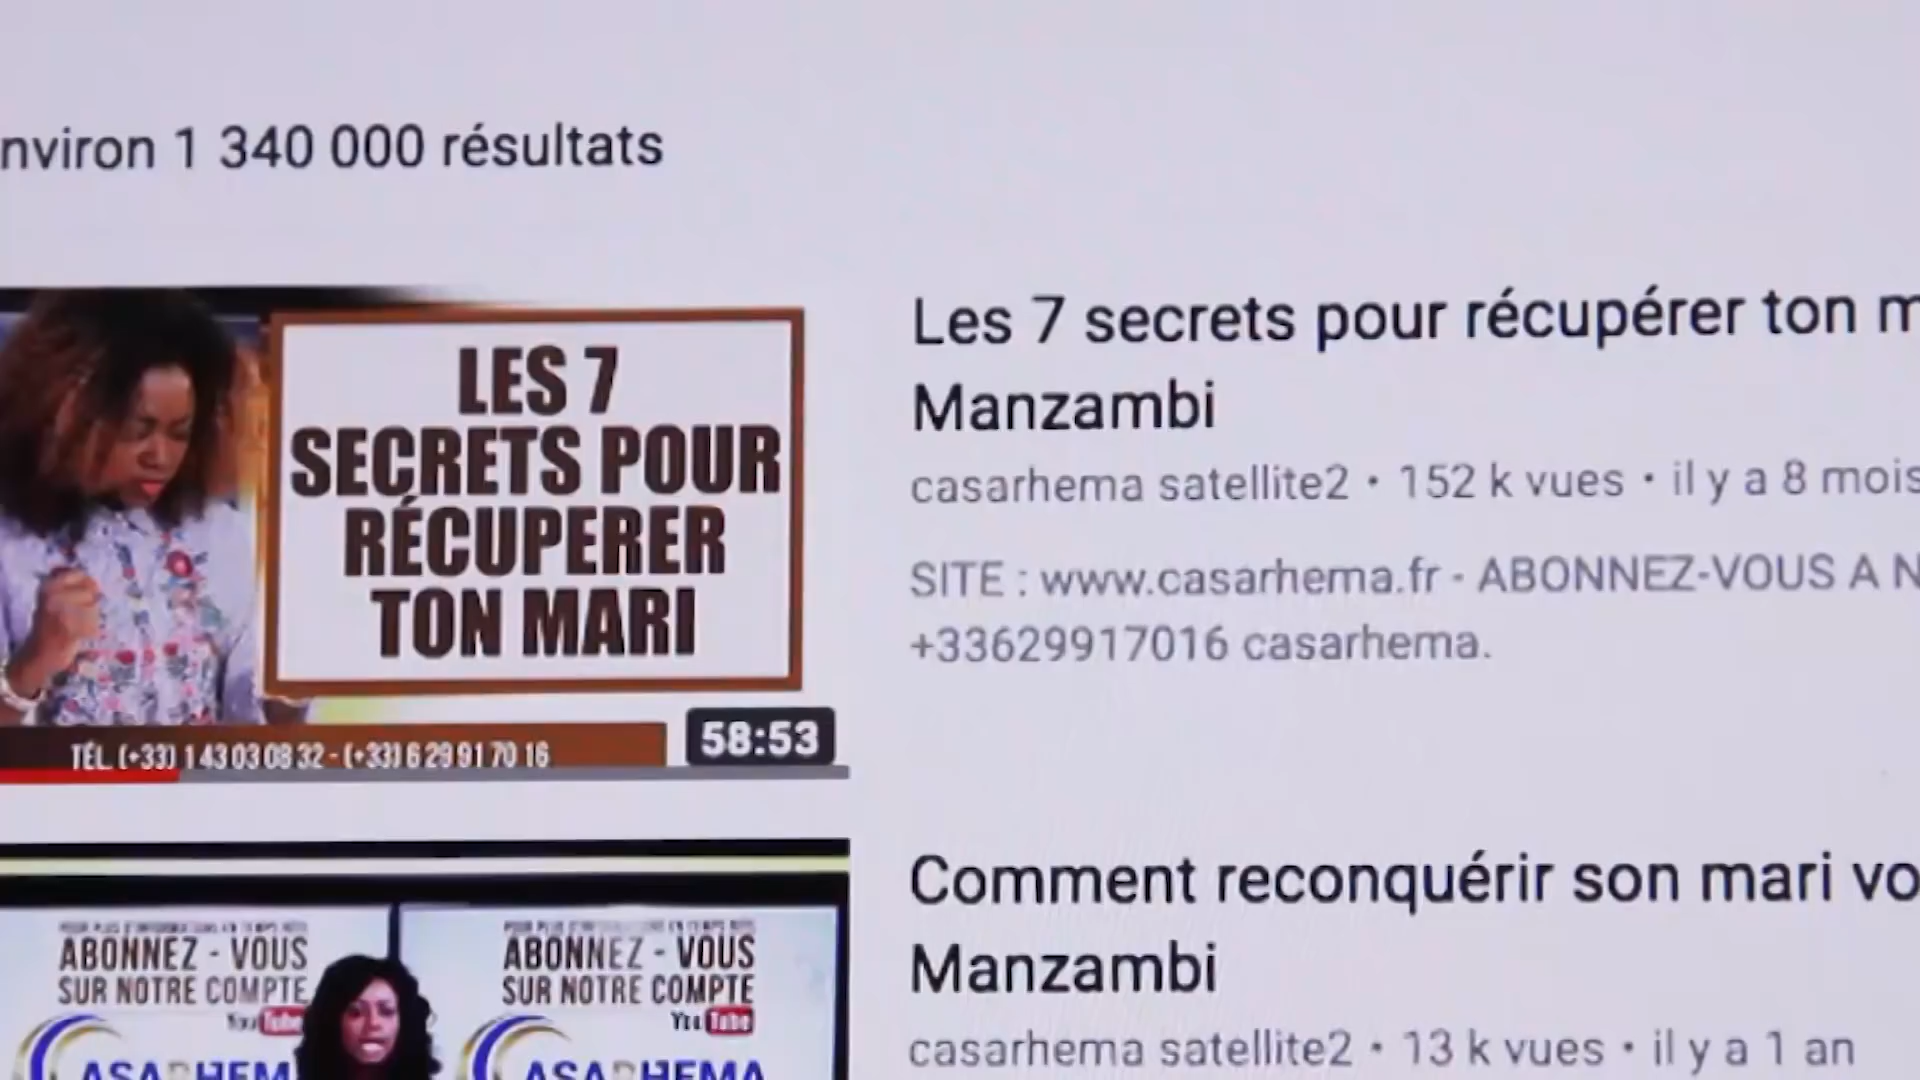 nviron 1 340 000 résultats
LES 7
SECRETS POUR
RÉCUPERER
TON MARI
TÉL. (+33) 1 43 03 08 32 - (+33) 6 29 91 70 16
58:53
Les 7 secrets pour récupérer ton m
Manzambi
casarhema satellite2 • 152 k vues • il y a 8 mois
SITE : www.casarhema.fr - ABONNEZ-VOUS A N
+33629917016 casarhema.
ABONNEZ - VOUS
SUR NOTRE COMPTE
YouTube
ABONNEZ - VOUS
SUR NOTRE COMPTE
YouTube
ASARHEMA
Comment reconquérir son mari vo
Manzambi
casarhema satellite2 • 13 k vues • il y a 1 an